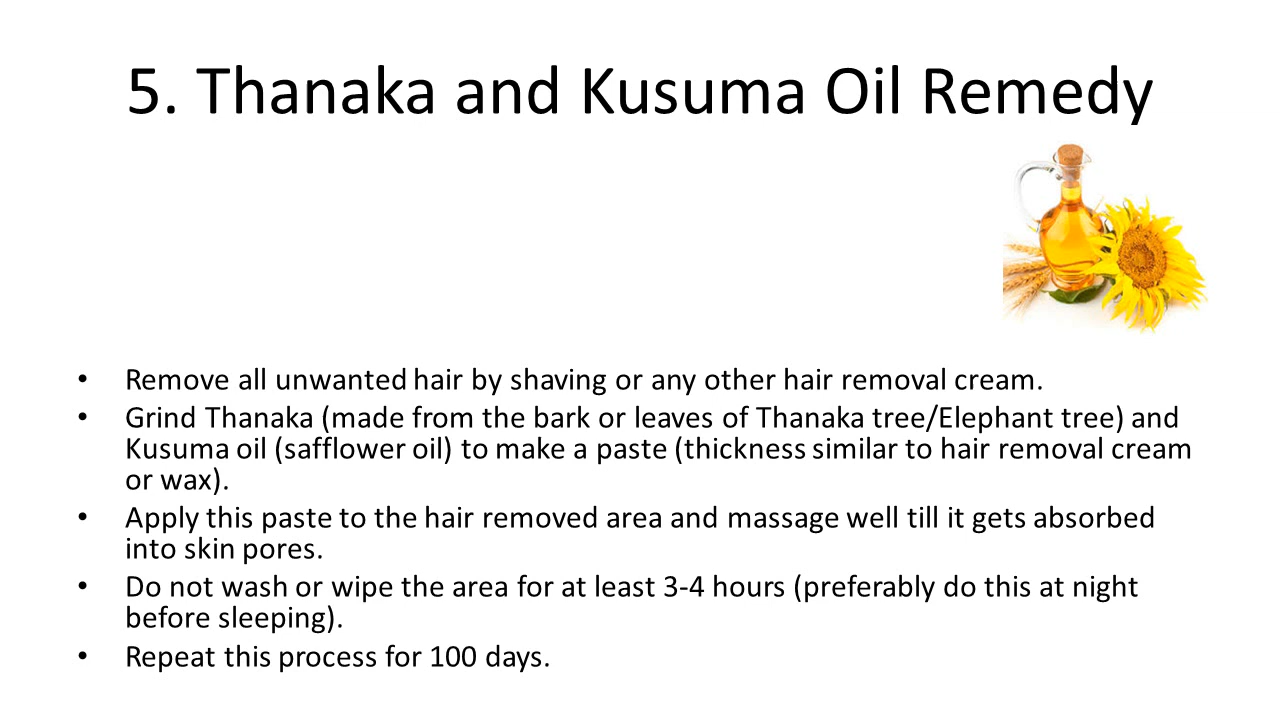 5. Thanaka and Kusuma Oil Remedy
• Remove all unwanted hair by shaving or any other hair removal cream.
• Grind Thanaka (made from the bark or leaves of Thanaka tree/Elephant tree) and
Kusuma oil (safflower oil) to make a paste (thickness similar to hair removal cream
or wax).
• Apply this paste to the hair removed area and massage well till it gets absorbed
into skin pores.
• Do not wash or wipe the area for at least 3-4 hours (preferably do this at night
before sleeping).
• Repeat this process for 100 days.